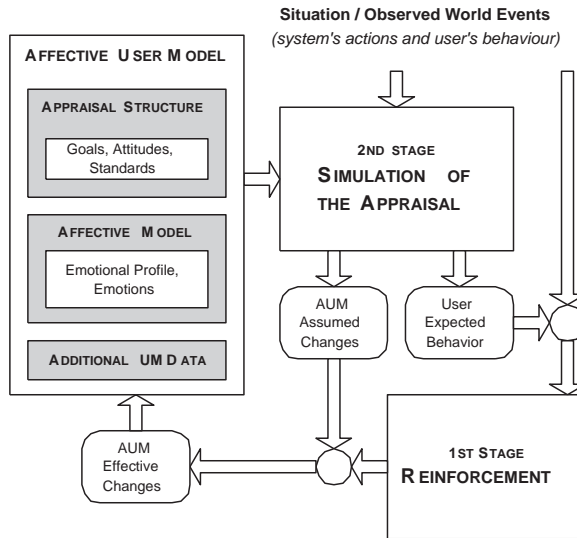 Situation / Observed World Events
(system's actions and user's behaviour)
AFFECTIVE USER MODEL
APPRAISAL STRUCTURE
Goals, Attitudes,
Standards
AFFECTIVE MODEL
Emotional Profile,
Emotions
ADDITIONAL UM DATA
2ND STAGE
SIMULATION OF
THE APPRAISAL
AUM
Assumed
Changes
User
Expected
Behavior
1ST STAGE
REINFORCEMENT
AUM
Effective
Changes